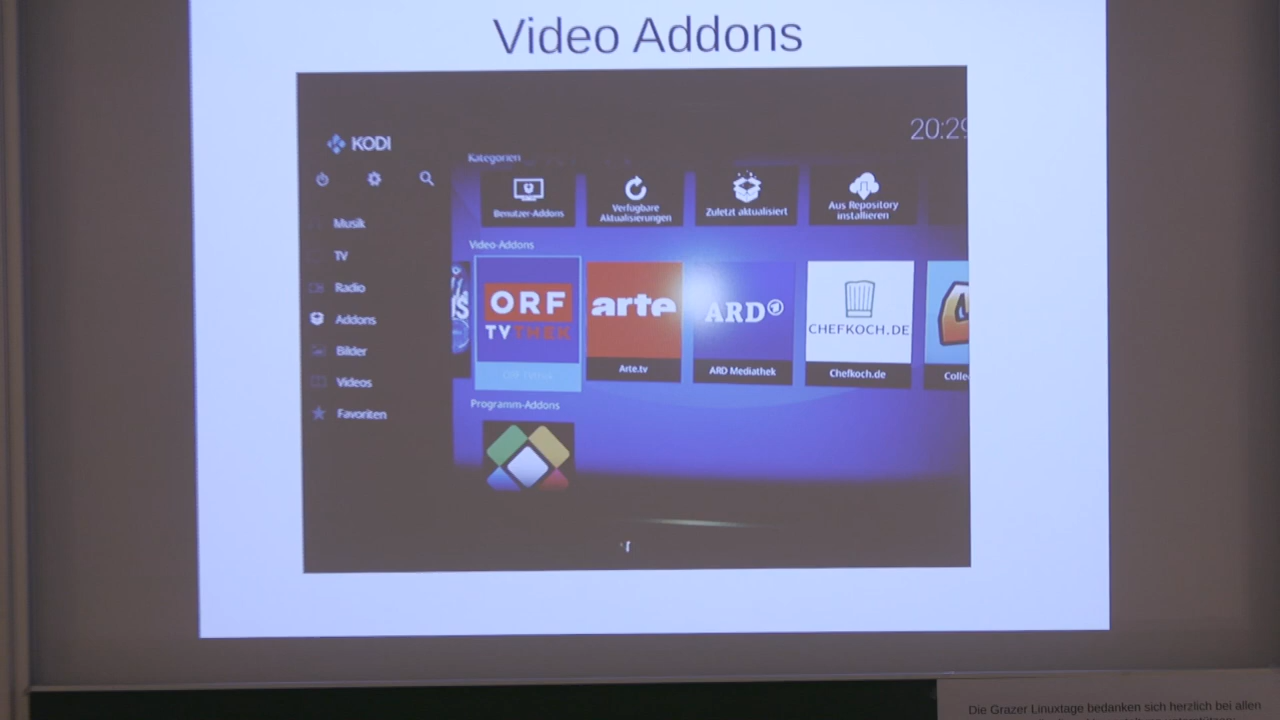 Video Addons
KODI
20:29
Kategorien
Benutzer-Addons
Verfügbare
Aktualisierungen
Zuletzt aktualisiert
Aus Repository
installieren
Musik
TV
Radio
Addons
Bilder
Videos
Favoriten
Video-Addons
ORF
TVTHEK
arte
ARD
CHEFKOCH.DE
Arte.tv
ARD Mediathek
Chefkoch.de
Programm-Addons
Die Grazer Linuxtage bedanken sich herzlich bei allen